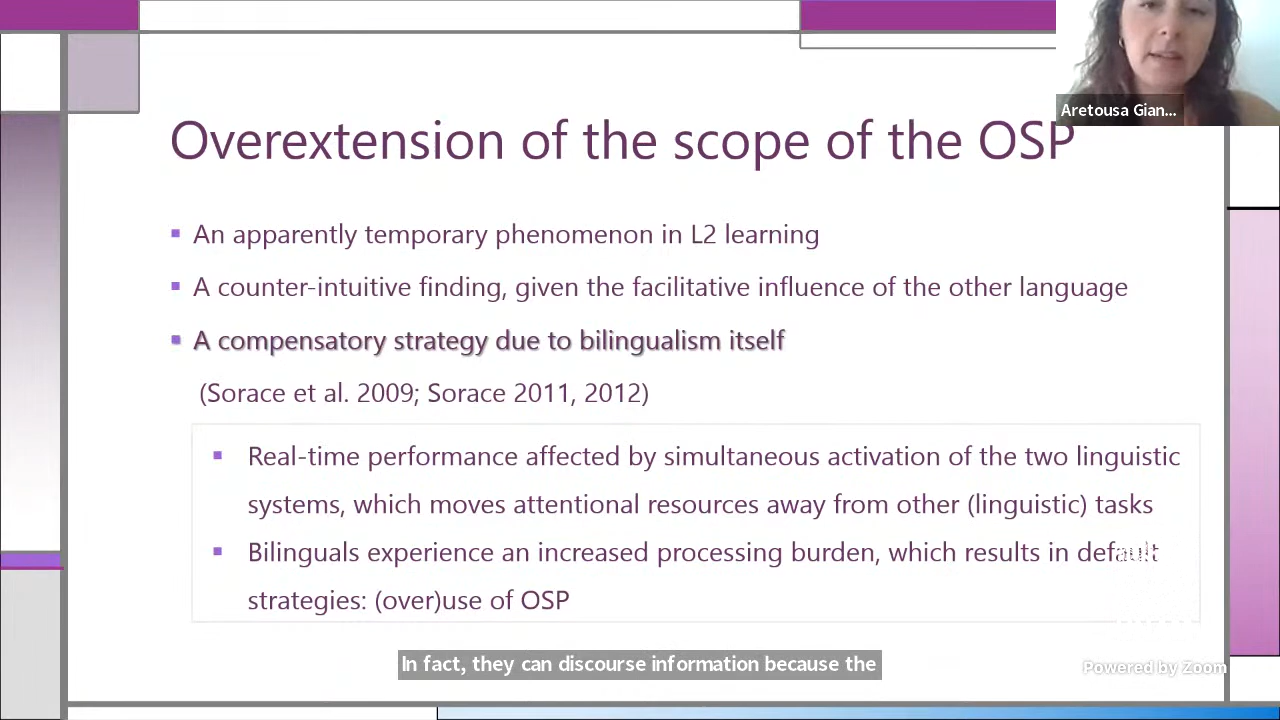 Aretousa Gian...
Overextension of the scope of the OSP
An apparently temporary phenomenon in L2 learning
A counter-intuitive finding, given the facilitative influence of the other language
A compensatory strategy due to bilingualism itself
(Sorace et al. 2009; Sorace 2011, 2012)
Real-time performance affected by simultaneous activation of the two linguistic
systems, which moves attentional resources away from other (linguistic) tasks
Bilinguals experience an increased processing burden, which results in default
strategies: (over)use of OSP
In fact, they can discourse information because the
Powered by Zoom